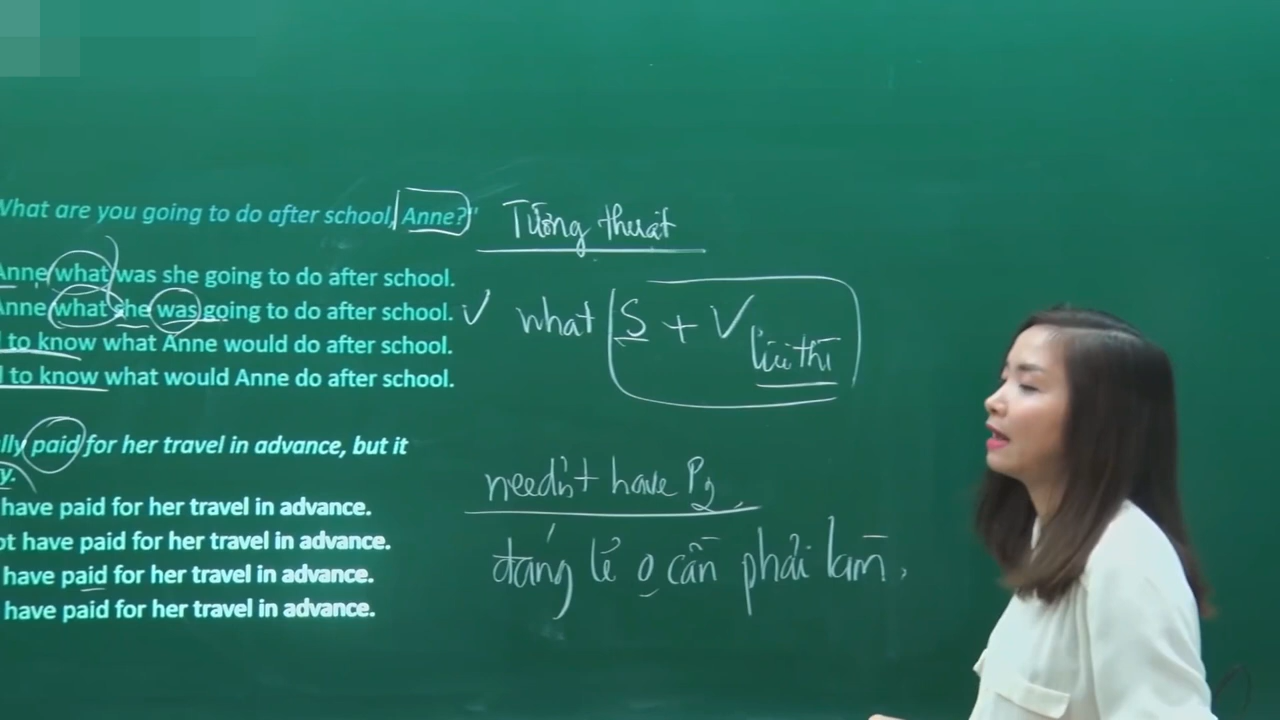 What are you going to do after school, Anne?" Tường thuật
Anne what was she going to do after school.
Anne what she was going to do after school. ✓ what S + V lùi thì
to know what Anne would do after school.
to know what would Anne do after school.
lly paid for her travel in advance, but it
y.
have paid for her travel in advance. needn't have P2
ot have paid for her travel in advance.
have paid for her travel in advance. đáng lẽ o cần phải làm.
have paid for her travel in advance.